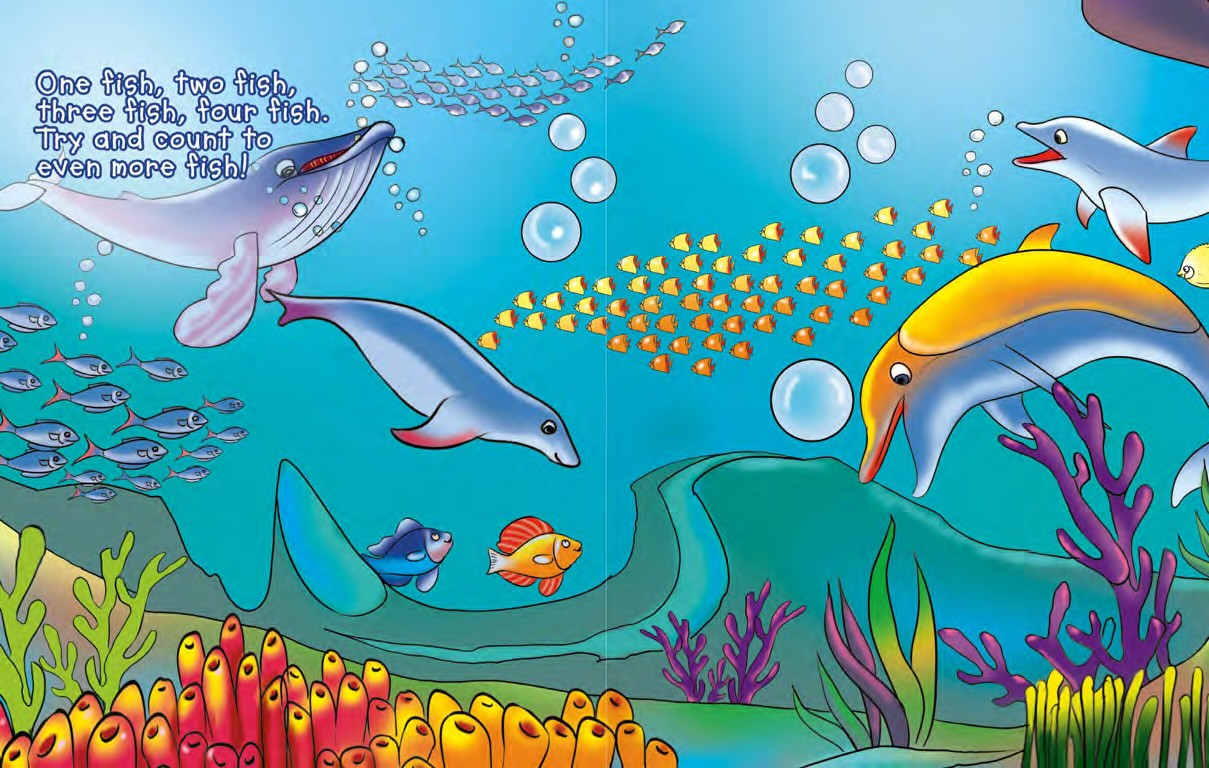 One fish, two fish,
three fish, four fish.
Try and count to
even more fish!